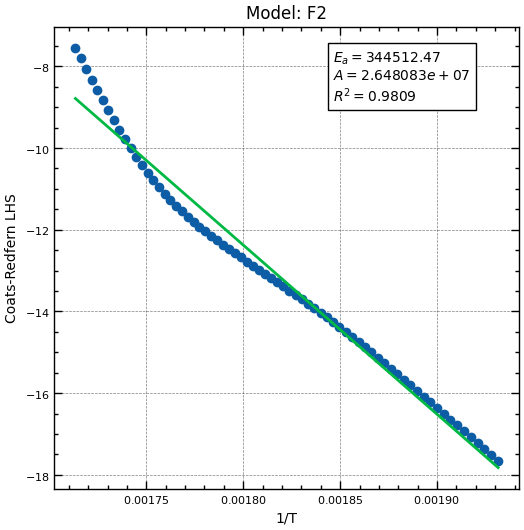 Model: F2
E_a = 344512.47
A = 2.648083e + 07
R² = 0.9809
Coats-Redfern LHS
−8
−10
−12
−14
−16
−18
0.00175
0.00180
0.00185
0.00190
1/T